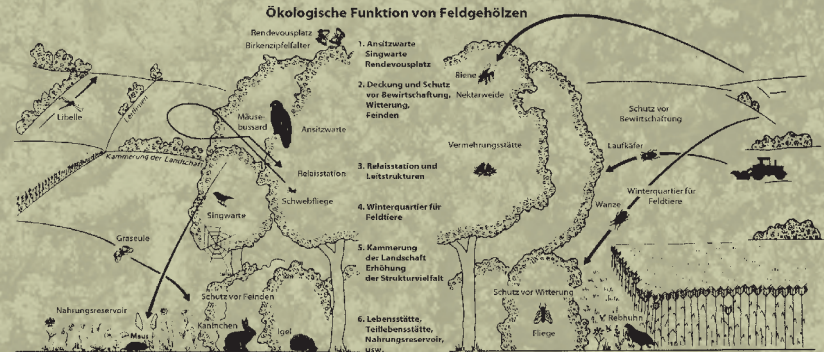 Ökologische Funktion von Feldgehölzen
Rendevousplatz
Birkenzipfelfalter
1. Ansitzwarte
Singwarte
Rendevousplatz
2. Deckung und Schutz
vor Bewirtschaftung,
Witterung,
Feinden
3. Relaisstation und
Leitstrukturen
4. Winterquartier für
Feldtiere
5. Kammerung
der Landschaft
Erhöhung
der Strukturvielfalt
6. Lebensstätte,
Teillebensstätte,
Nahrungsreservoir,
usw.
Libelle
Leitlinien
Kammerung der Landschaft
Mäuse-
bussard
Ansitzwarte
Relaisstation
Schwebfliege
Singwarte
Graseule
Nahrungsreservoir
Maus
Schutz vor Feinden
Kaninchen
Igel
Biene
Nektarweide
Vermehrungsstätte
Schutz vor
Bewirtschaftung
Laufkäfer
Winterquartier für
Feldtiere
Wanze
Schutz vor Witterung
Fliege
Rebhuhn